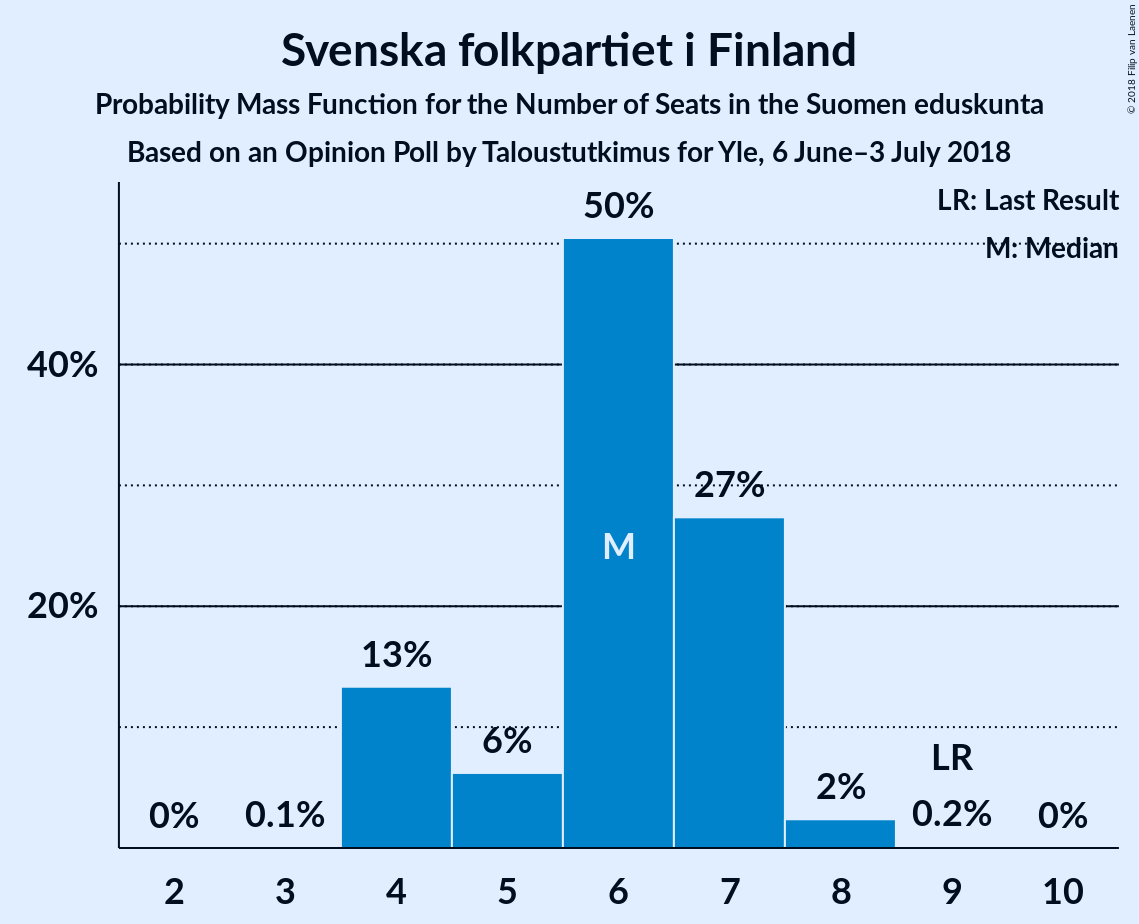 Svenska folkpartiet i Finland
Probability Mass Function for the Number of Seats in the Suomen eduskunta
Based on an Opinion Poll by Taloustutkimus for Yle, 6 June–3 July 2018
© 2018 Filip van Laenen
LR: Last Result
M: Median
50%
40%
27%
M
20%
13%
6%
LR
2%
0%
0.1%
0.2%
0%
2 3 4 5 6 7 8 9 10